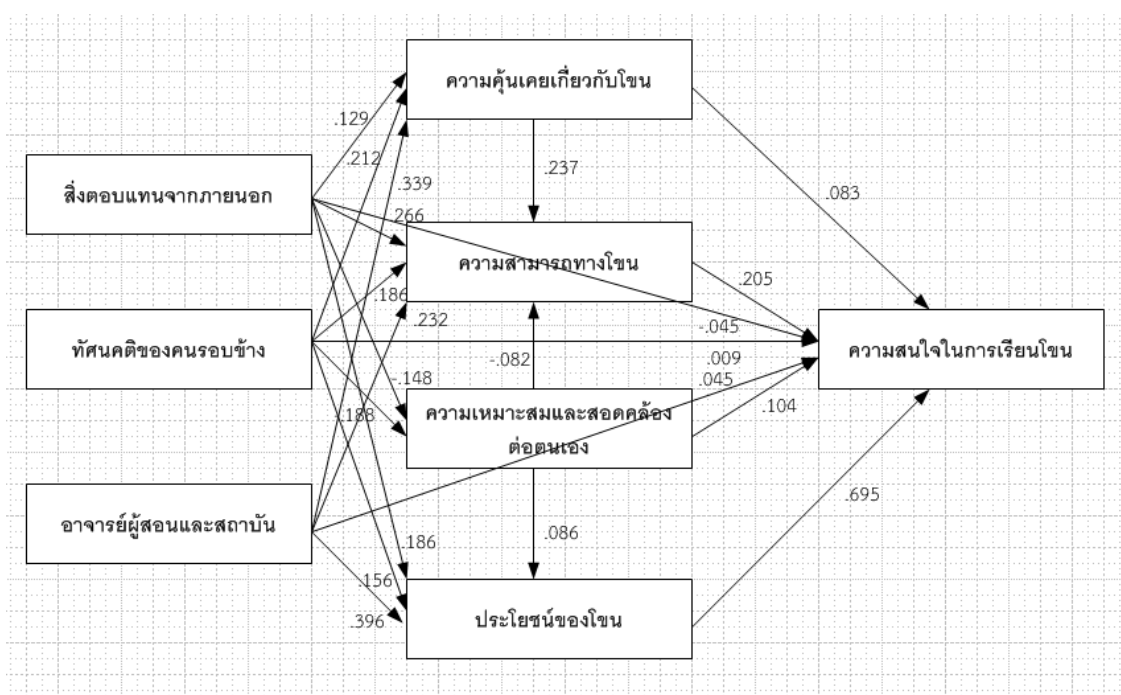 ความคุ้นเคยเกี่ยวกับโขน
.129
.212
.237
.339
.083
สิ่งตอบแทนจากภายนอก
.266
ความสามารถทางโขน
.205
.186
.232
-.045
ทัศนคติของคนรอบข้าง
ความสนใจในการเรียนโขน
-.082
.009
-.148
.045
.188
ความเหมาะสมและสอดคล้อง
ต่อตนเอง
.104
.695
อาจารย์ผู้สอนและสถาบัน
.186
.086
.156
.396
ประโยชน์ของโขน